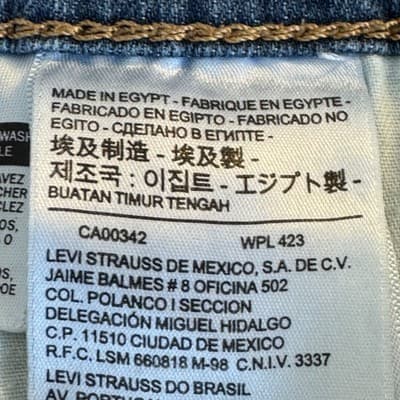 MADE IN EGYPT - FABRIQUE EN EGYPTE -
FABRICADO EN EGIPTO - FABRICADO NO
EGITO - СДЕЛАНО В ЕГИПТЕ -
埃及制造 - 埃及製 -
제조국 : 이집트 - エジプト製 -
BUATAN TIMUR TENGAH
CA00342 WPL 423
LEVI STRAUSS DE MEXICO, S.A. DE C.V.
JAIME BALMES # 8 OFICINA 502
COL. POLANCO I SECCION
DELEGACIÓN MIGUEL HIDALGO
C.P. 11510 CIUDAD DE MEXICO
R.F.C. LSM 660818 M-98 C.N.I.V. 3337
LEVI STRAUSS DO BRASIL
WASH